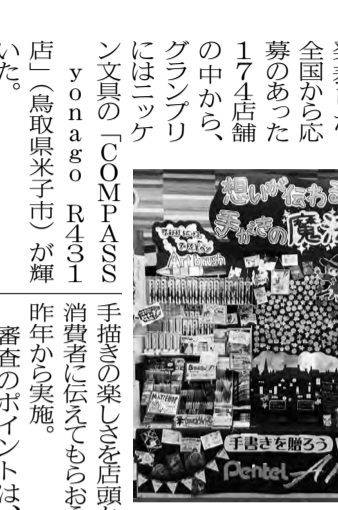 全国から応
募のあった
174店舗
の中から、
グランプリ
にはニッケ
ン文具の「COMPASS
yonago R431
店」(鳥取県米子市)が輝
いた。
手描きの楽しさを店頭
消費者に伝えてもらおう
昨年から実施。
審査のポイントは、
想いが伝わる
手がきの魔
Art brush
手書きを贈ろう
Pentel